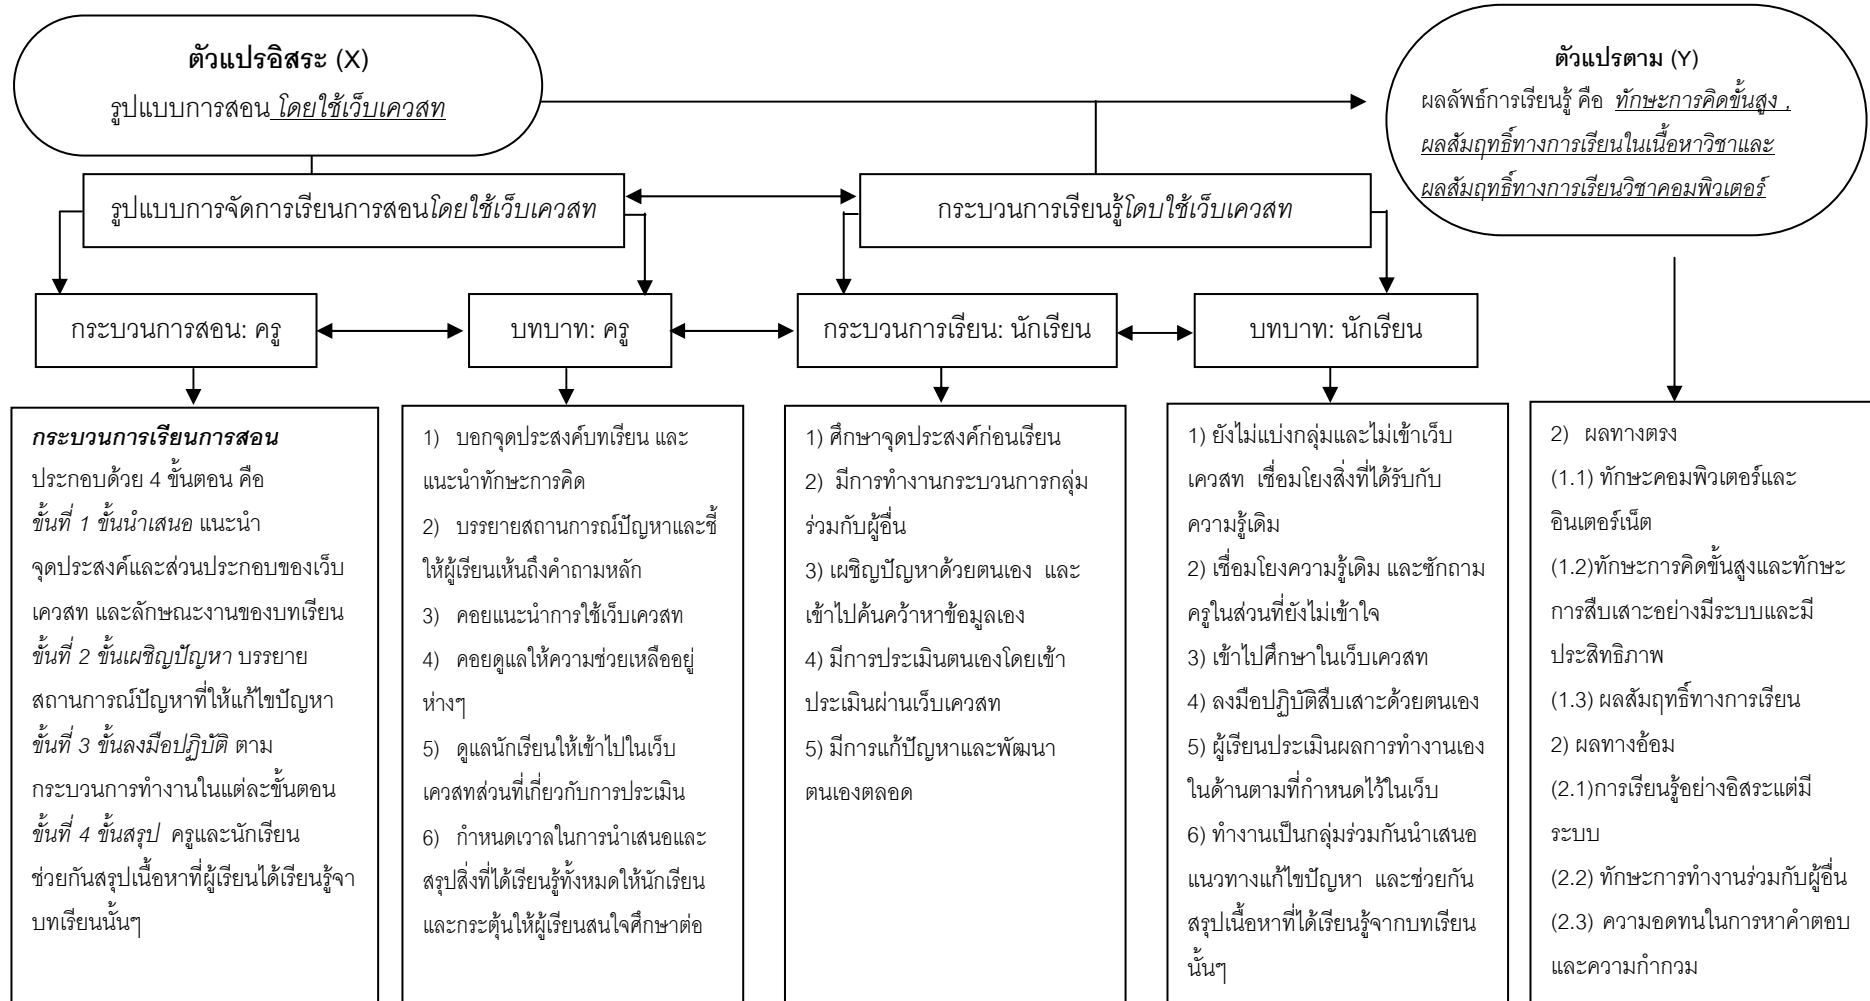 ตัวแปรอิสระ (X)
รูปแบบการสอน โดยใช้เว็บเควสท
ตัวแปรตาม (Y)
ผลลัพธ์การเรียนรู้ คือ ทักษะการคิดขั้นสูง ,
ผลสัมฤทธิ์ทางการเรียนในเนื้อหาวิชาและ
ผลสัมฤทธิ์ทางการเรียนวิชาคอมพิวเตอร์
รูปแบบการจัดการเรียนการสอนโดยใช้เว็บเควสท
กระบวนการเรียนรู้โดบใช้เว็บเควสท
กระบวนการสอน: ครู
บทบาท: ครู
กระบวนการเรียน: นักเรียน
บทบาท: นักเรียน
กระบวนการเรียนการสอน
ประกอบด้วย 4 ขั้นตอน คือ
ขั้นที่ 1 ขั้นนำเสนอ แนะนำ
จุดประสงค์และส่วนประกอบของเว็บ
เควสท และลักษณะงานของบทเรียน
ขั้นที่ 2 ขั้นเผชิญปัญหา บรรยาย
สถานการณ์ปัญหาที่ให้แก้ไขปัญหา
ขั้นที่ 3 ขั้นลงมือปฏิบัติ ตาม
กระบวนการทำงานในแต่ละขั้นตอน
ขั้นที่ 4 ขั้นสรุป ครูและนักเรียน
ช่วยกันสรุปเนื้อหาที่ผู้เรียนได้เรียนรู้จา
บทเรียนนั้นๆ
1) บอกจุดประสงค์บทเรียน และ
แนะนำทักษะการคิด
2) บรรยายสถานการณ์ปัญหาและชี้
ให้ผู้เรียนเห็นถึงคำถามหลัก
3) คอยแนะนำการใช้เว็บเควสท
4) คอยดูแลให้ความช่วยเหลืออยู่
ห่างๆ
5) ดูแลนักเรียนให้เข้าไปในเว็บ
เควสทส่วนที่เกี่ยวกับการประเมิน
6) กำหนดเวาลในการนำเสนอและ
สรุปสิ่งที่ได้เรียนรู้ทั้งหมดให้นักเรียน
และกระตุ้นให้ผู้เรียนสนใจศึกษาต่อ
1) ศึกษาจุดประสงค์ก่อนเรียน
2) มีการทำงานกระบวนการกลุ่ม
ร่วมกับผู้อื่น
3) เผชิญปัญหาด้วยตนเอง และ
เข้าไปค้นคว้าหาข้อมูลเอง
4) มีการประเมินตนเองโดยเข้า
ประเมินผ่านเว็บเควสท
5) มีการแก้ปัญหาและพัฒนา
ตนเองตลอด
1) ยังไม่แบ่งกลุ่มและไม่เข้าเว็บ
เควสท เชื่อมโยงสิ่งที่ได้รับกับ
ความรู้เดิม
2) เชื่อมโยงความรู้เดิม และซักถาม
ครูในส่วนที่ยังไม่เข้าใจ
3) เข้าไปศึกษาในเว็บเควสท
4) ลงมือปฏิบัติสืบเสาะด้วยตนเอง
5) ผู้เรียนประเมินผลการทำงานเอง
ในด้านตามที่กำหนดไว้ในเว็บ
6) ทำงานเป็นกลุ่มร่วมกันนำเสนอ
แนวทางแก้ไขปัญหา และช่วยกัน
สรุปเนื้อหาที่ได้เรียนรู้จากบทเรียน
นั้นๆ
2) ผลทางตรง
(1.1) ทักษะคอมพิวเตอร์และ
อินเตอร์เน็ต
(1.2)ทักษะการคิดขั้นสูงและทักษะ
การสืบเสาะอย่างมีระบบและมี
ประสิทธิภาพ
(1.3) ผลสัมฤทธิ์ทางการเรียน
2) ผลทางอ้อม
(2.1)การเรียนรู้อย่างอิสระแต่มี
ระบบ
(2.2) ทักษะการทำงานร่วมกับผู้อื่น
(2.3) ความอดทนในการหาคำตอบ
และความกำกวม